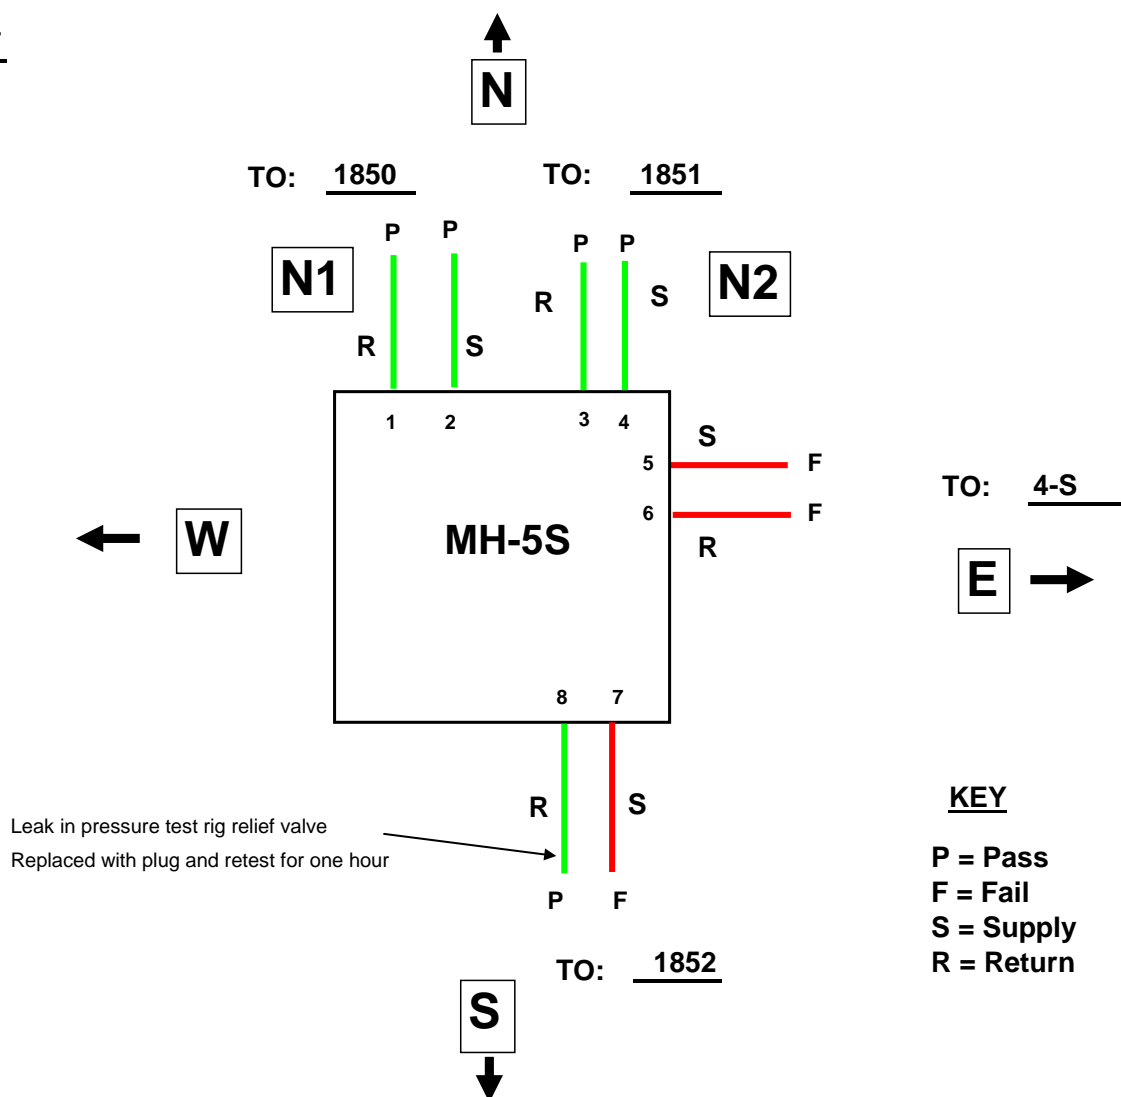 N
TO: 1850 TO: 1851
P P P P
N1 R S R S N2
1 2 3 4
5 S F
6 R F
TO: 4-S
W MH-5S E
8 7
R S
Leak in pressure test rig relief valve
Replaced with plug and retest for one hour
P F
TO: 1852
S
KEY
P = Pass
F = Fail
S = Supply
R = Return